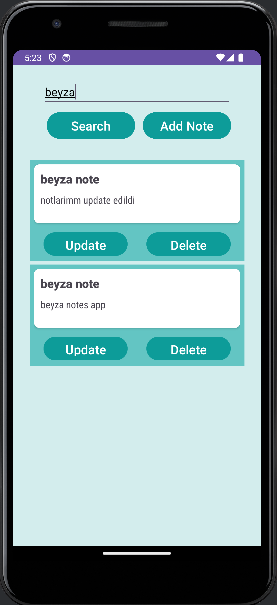 5:23
beyza
Search Add Note
beyza note
notlarimm update edildi
Update Delete
beyza note
beyza notes app
Update Delete